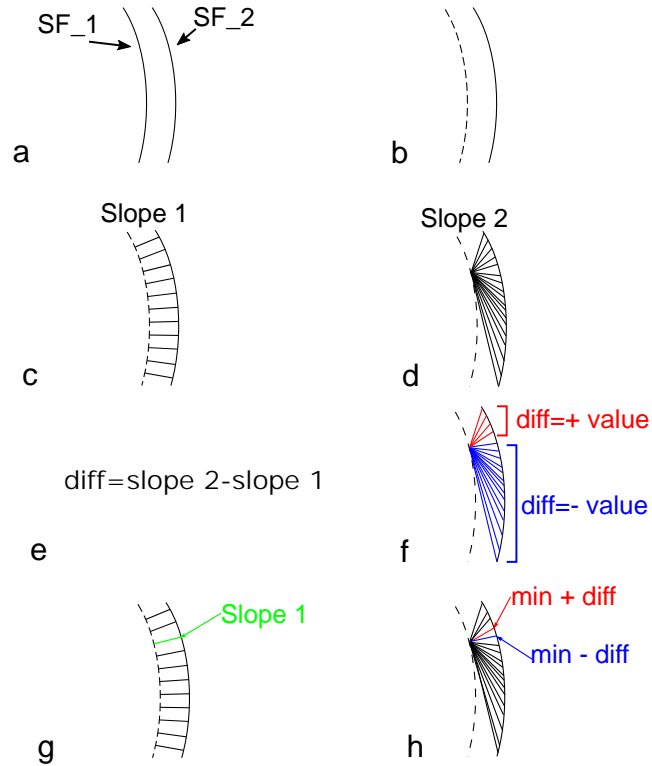 SF_1
SF_2
a
b
Slope 1
Slope 2
c
d
diff=+ value
diff=slope 2-slope 1
diff=- value
e
f
Slope 1
min + diff
min - diff
g
h